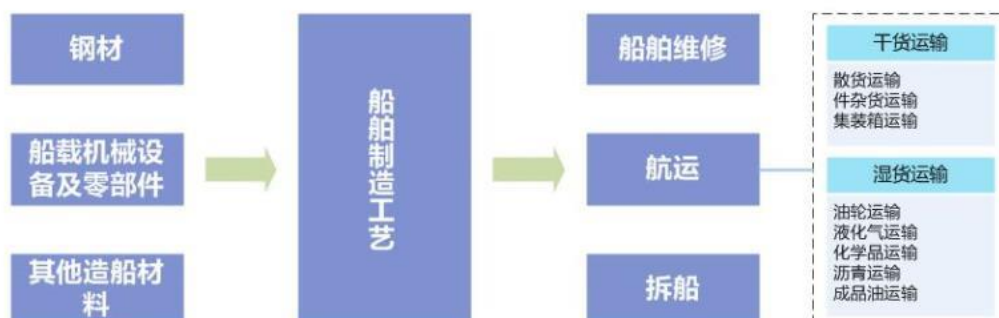 钢材
船载机械设
备及零部件
其他造船材
料
船舶制造工艺
船舶维修
航运
拆船
干货运输
散货运输
件杂货运输
集装箱运输
湿货运输
油轮运输
液化气运输
化学品运输
沥青运输
成品油运输